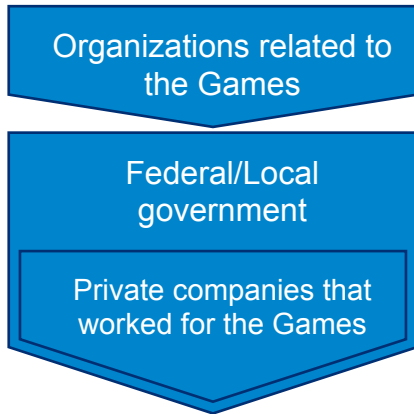 Organizations related to
the Games
Federal/Local
government
Private companies that
worked for the Games